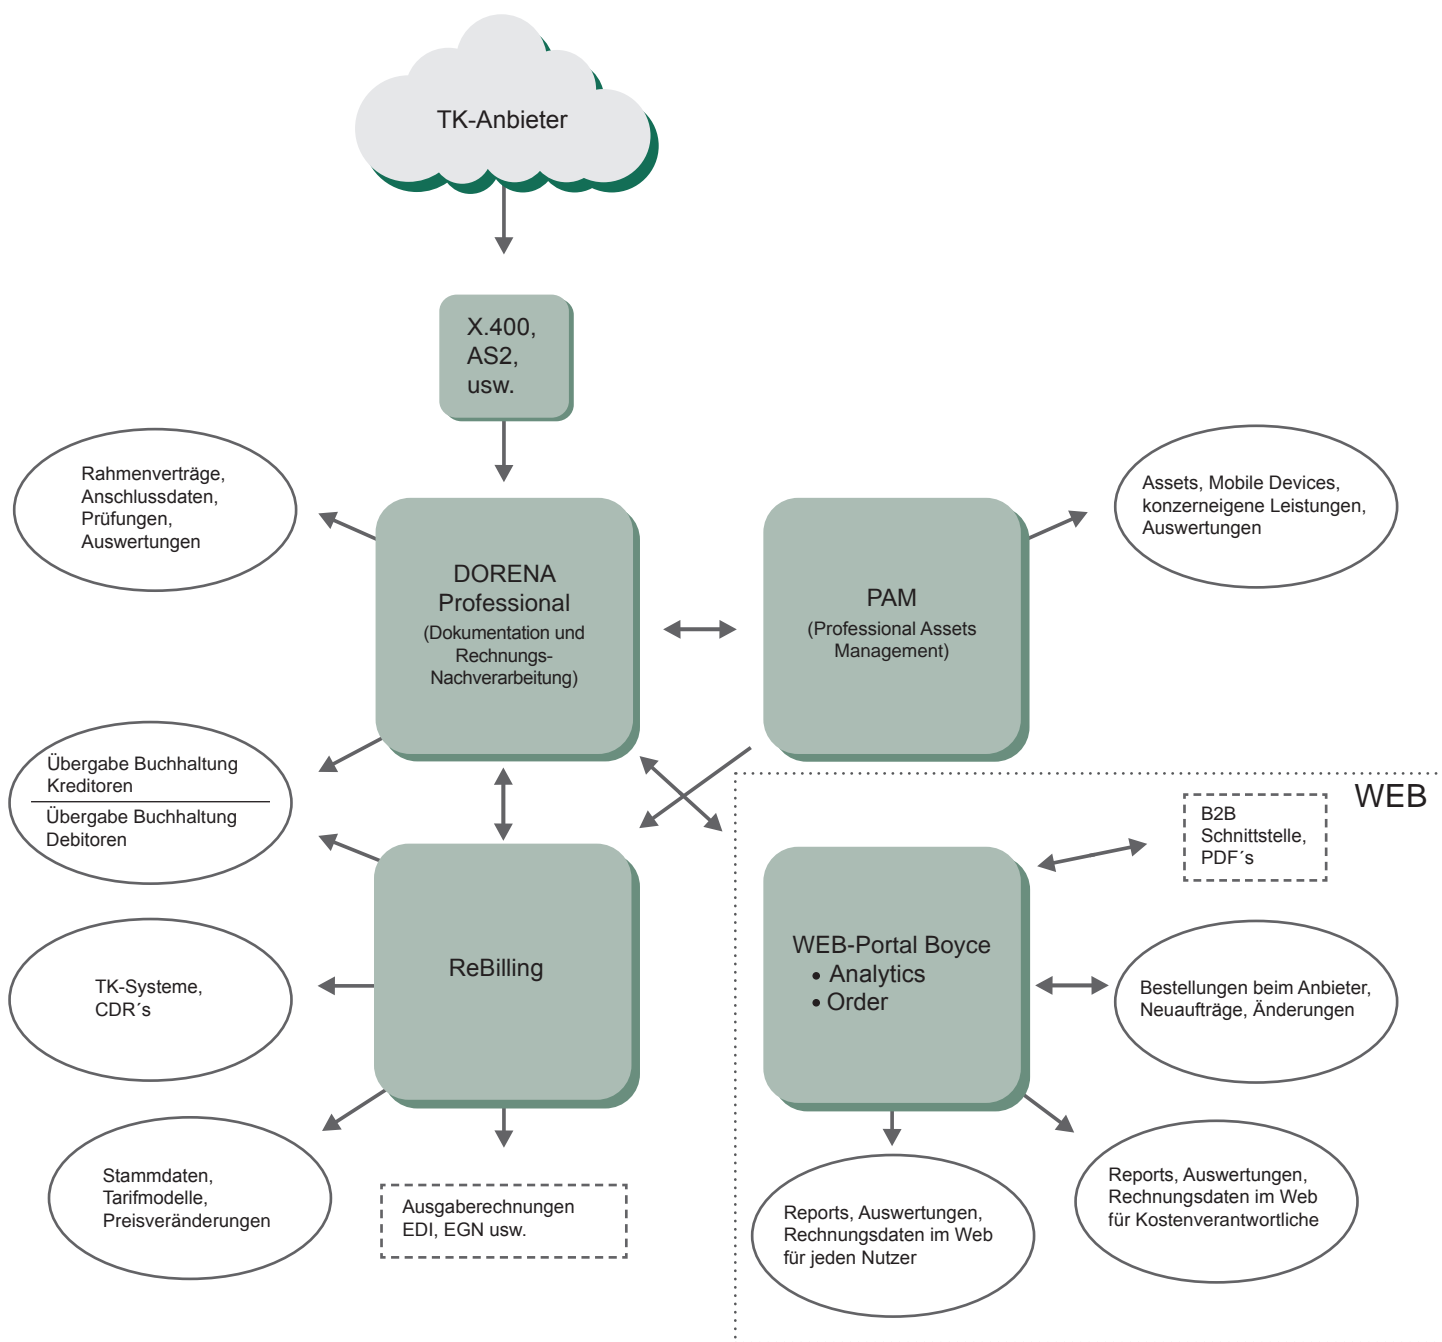 TK-Anbieter
X.400,
AS2,
usw.
Rahmenverträge,
Anschlussdaten,
Prüfungen,
Auswertungen
DORENA
Professional
(Dokumentation und
Rechnungs-
Nachverarbeitung)
PAM
(Professional Assets
Management)
Assets, Mobile Devices,
konzerneigene Leistungen,
Auswertungen
Übergabe Buchhaltung
Kreditoren
Übergabe Buchhaltung
Debitoren
WEB
B2B
Schnittstelle,
PDF´s
ReBilling
WEB-Portal Boyce
• Analytics
• Order
TK-Systeme,
CDR´s
Bestellungen beim Anbieter,
Neuaufträge, Änderungen
Stammdaten,
Tarifmodelle,
Preisveränderungen
Ausgaberechnungen
EDI, EGN usw.
Reports, Auswertungen,
Rechnungsdaten im Web
für jeden Nutzer
Reports, Auswertungen,
Rechnungsdaten im Web
für Kostenverantwortliche